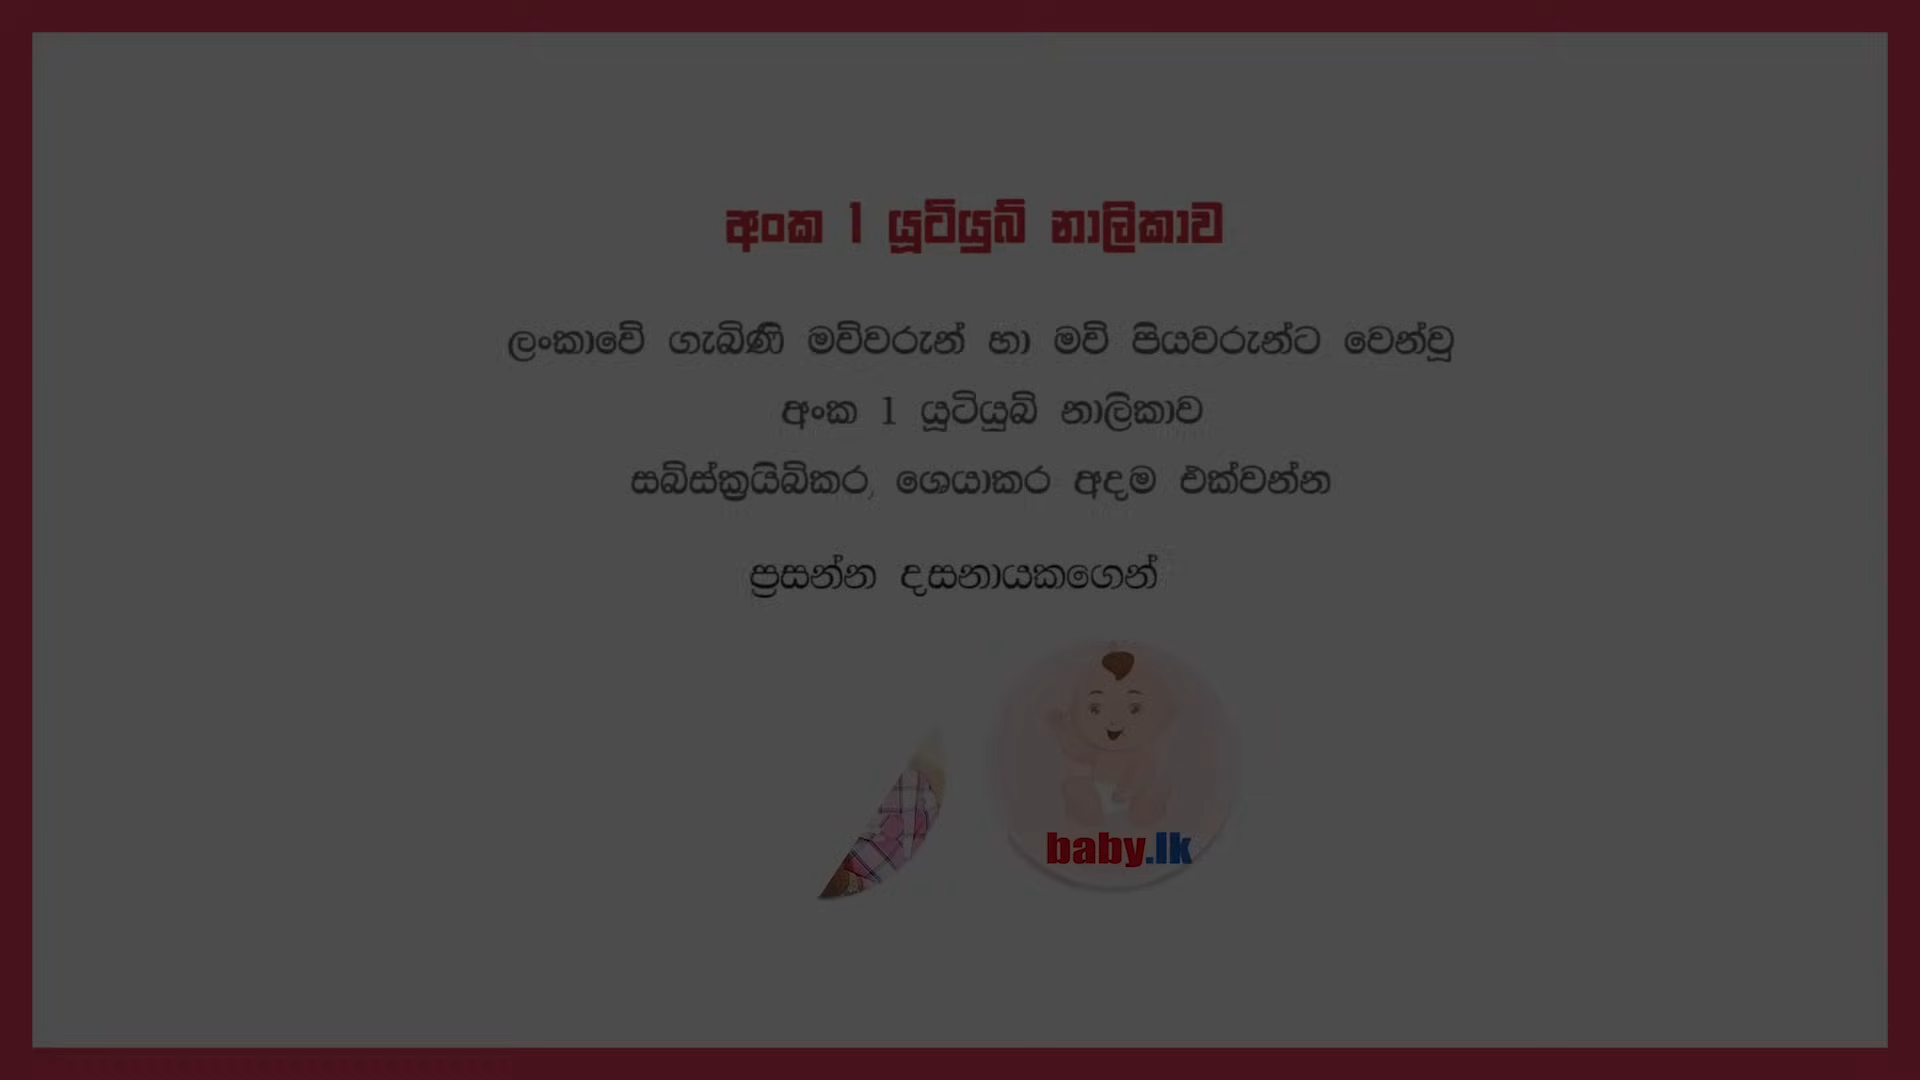 අංක 1 යූටියුබ් නාලිකාව
ලංකාවේ ගැබිණි මව්වරුන් හා මව් පියවරුන්ට වෙන්වූ
අංක 1 යූටියුබ් නාලිකාව
සබ්ස්ක්‍රයිබ්කර, ශෙයාකර අදම එක්වන්න
ප්‍රසන්න දසනායකගෙන්
baby.lk